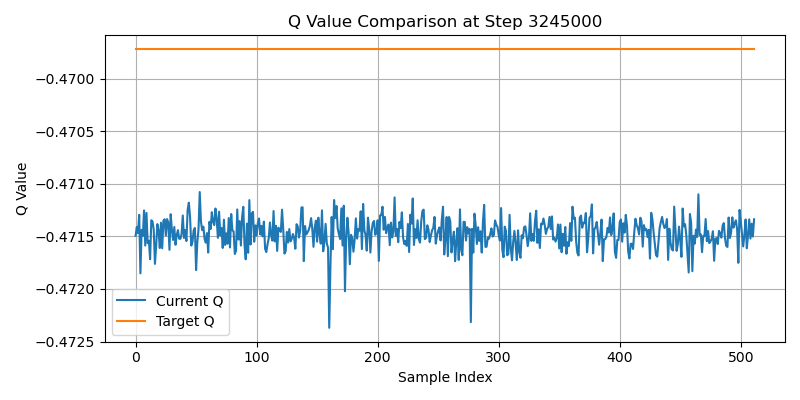 Q Value Comparison at Step 3245000
Q Value
−0.4700
−0.4705
−0.4710
−0.4715
−0.4720
−0.4725
Current Q
Target Q
0 100 200 300 400 500
Sample Index